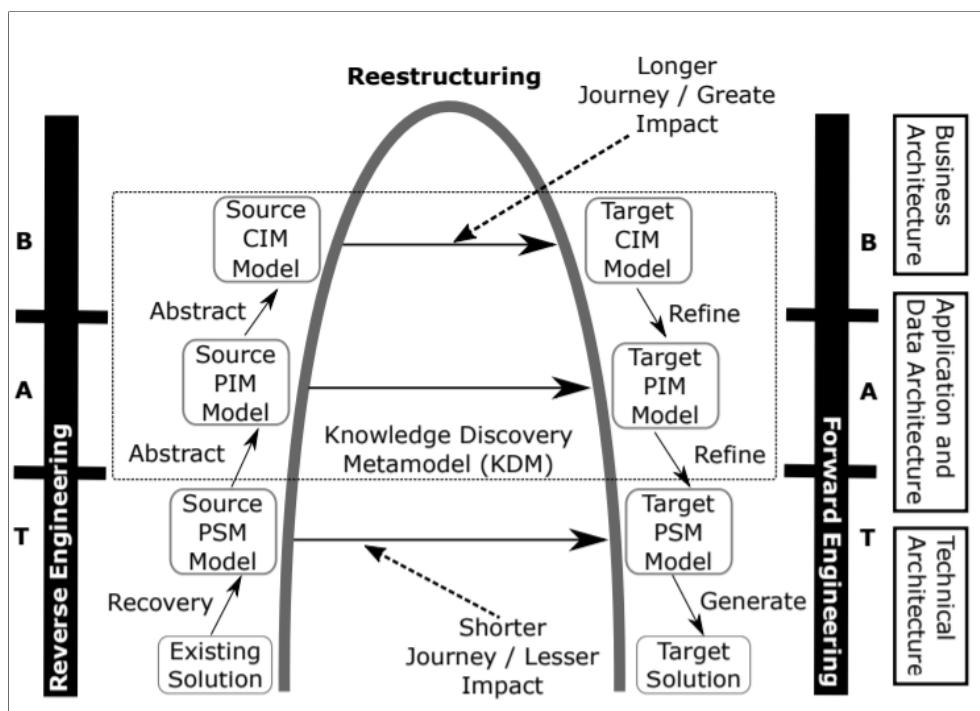 Reestructuring
Longer
Journey / Greate
Impact
Source
CIM
Model
Target
CIM
Model
B
B
Business
Architecture
Abstract
Refine
Source
PIM
Model
Target
PIM
Model
A
A
Application and
Data Architecture
Knowledge Discovery
Metamodel (KDM)
Abstract
Refine
Source
PSM
Model
Target
PSM
Model
T
T
Technical
Architecture
Recovery
Generate
Shorter
Journey / Lesser
Impact
Existing
Solution
Target
Solution
Reverse Engineering
Forward Engineering